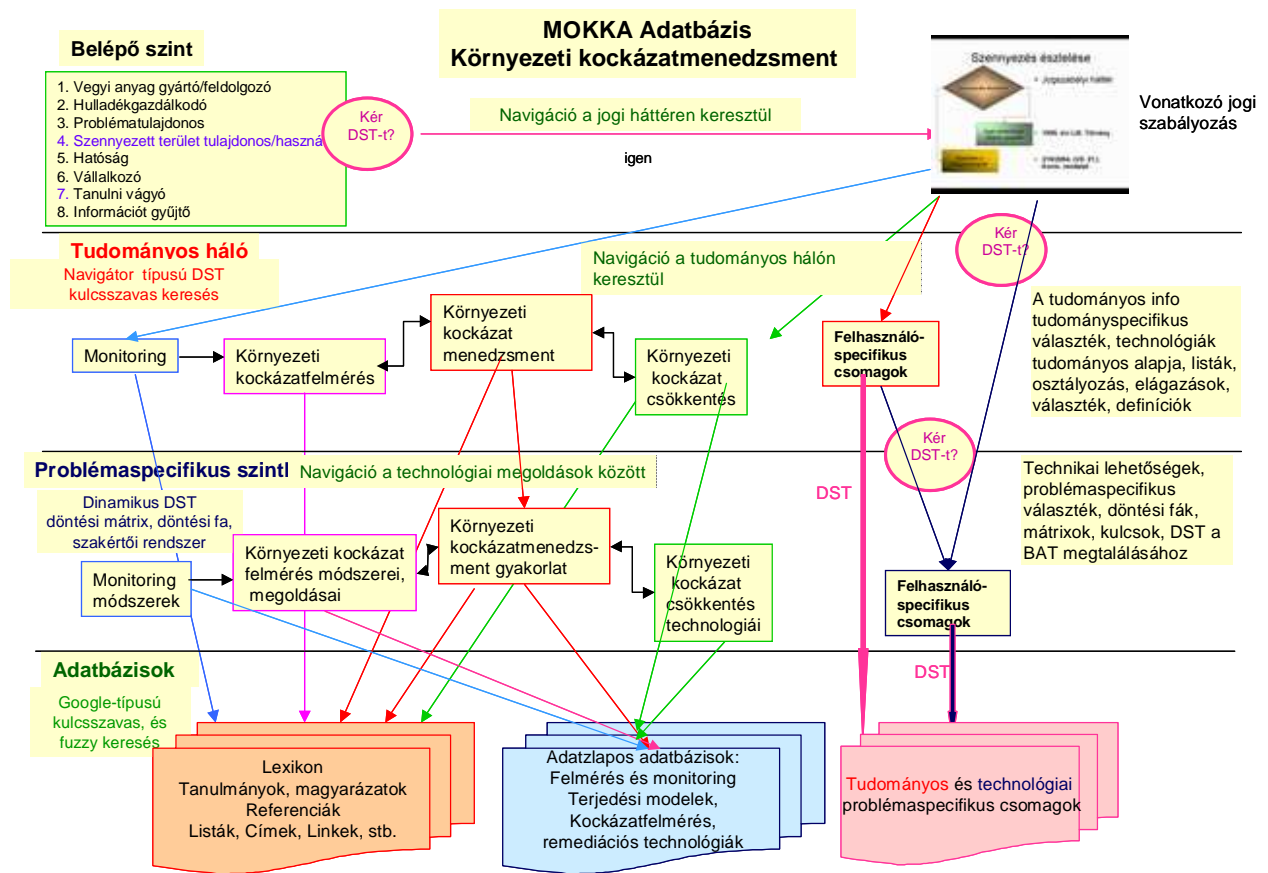 MOKKA Adatbázis
Környezeti kockázatmenedzsment
Belépő szint
1. Vegyi anyag gyártó/feldolgozó
2. Hulladékgazdálkodó
3. Problématulajdonos
4. Szennyezett terület tulajdonos/haszná
5. Hatóság
6. Vállalkozó
7. Tanulni vágyó
8. Információt gyűjtő
Kér
DST-t?
Navigáció a jogi háttéren keresztül
igen
Szennyezés észlelése
Vonatkozó jogi
szabályozás
Tudományos háló
Navigátor típusú DST
kulcsszavas keresés
Navigáció a tudományos hálón
keresztül
Kér
DST-t?
Monitoring
Környezeti
kockázatfelmérés
Környezeti
kockázat
menedzsment
Környezeti
kockázat
csökkentés
Felhasználó-
specifikus
csomagok
A tudományos info
tudományspecifikus
választék, technológiák
tudományos alapja, listák,
osztályozás, elágazások,
választék, definíciók
Kér
DST-t?
Problémaspecifikus szintl
Navigáció a technológiai megoldások között
Dinamikus DST
döntési mátrix, döntési fa,
szakértői rendszer
DST
Technikai lehetőségek,
problémaspecifikus
választék, döntési fák,
mátrixok, kulcsok, DST a
BAT megtalálásához
Monitoring
módszerek
Környezeti kockázat
felmérés módszerei,
megoldásai
Környezeti
kockázatmenedzs-
ment gyakorlat
Környezeti
kockázat
csökkentés
technológiái
Felhasználó-
specifikus
csomagok
Adatbázisok
Google-típusú
kulcsszavas, és
fuzzy keresés
DST
Lexikon
Tanulmányok, magyarázatok
Referenciák
Listák, Címek, Linkek, stb.
Adatzlapos adatbázisok:
Felmérés és monitoring
Terjedési modelek,
Kockázatfelmérés,
remediációs technológiák
Tudományos és technológiai
problémaspecifikus csomagok